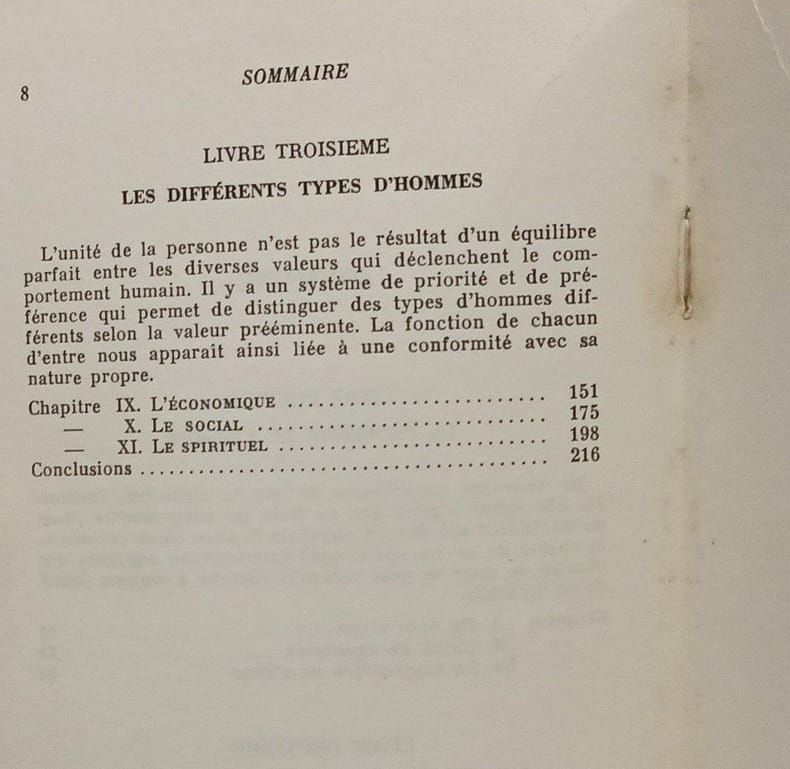 8
SOMMAIRE
LIVRE TROISIEME
LES DIFFÉRENTS TYPES D'HOMMES
L'unité de la personne n'est pas le résultat d'un équilibre
parfait entre les diverses valeurs qui déclenchent le com-
portement humain. Il y a un système de priorité et de pré-
férence qui permet de distinguer des types d'hommes dif-
férents selon la valeur prééminente. La fonction de chacun
d'entre nous apparaît ainsi liée à une conformité avec sa
nature propre.
Chapitre IX. L'ÉCONOMIQUE .......................... 151
— X. LE SOCIAL ............................ 175
— XI. LE SPIRITUEL .......................... 198
Conclusions ........................................ 216